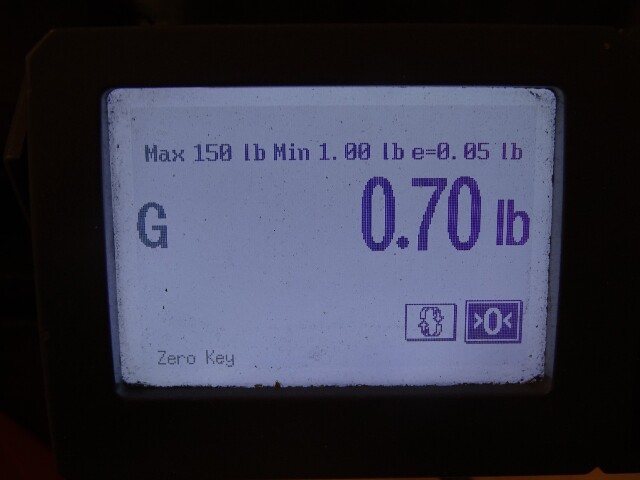 Max 150 lb Min 1.00 lb e=0.05 lb
G 0.70 lb
>0<
Zero Key